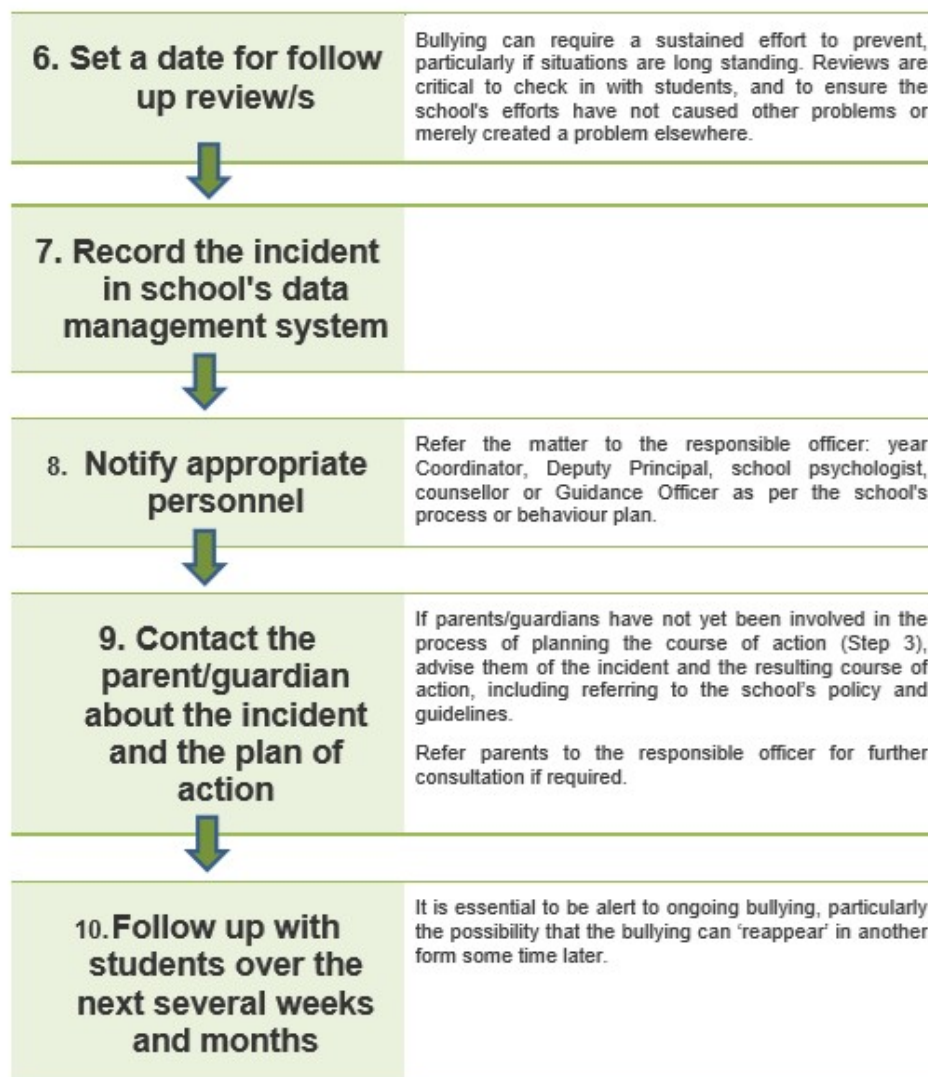 6. Set a date for follow
up review/s
Bullying can require a sustained effort to prevent,
particularly if situations are long standing. Reviews are
critical to check in with students, and to ensure the
school's efforts have not caused other problems or
merely created a problem elsewhere.
7. Record the incident
in school's data
management system
8. Notify appropriate
personnel
Refer the matter to the responsible officer: year
Coordinator, Deputy Principal, school psychologist,
counsellor or Guidance Officer as per the school's
process or behaviour plan.
9. Contact the
parent/guardian
about the incident
and the plan of
action
If parents/guardians have not yet been involved in the
process of planning the course of action (Step 3),
advise them of the incident and the resulting course of
action, including referring to the school's policy and
guidelines.
Refer parents to the responsible officer for further
consultation if required.
10. Follow up with
students over the
next several weeks
and months
It is essential to be alert to ongoing bullying, particularly
the possibility that the bullying can 'reappear' in another
form some time later.